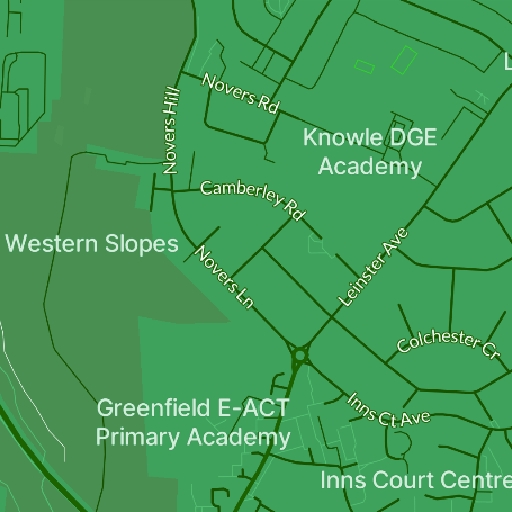 L
Novers Rd
Novers Hill
Knowle DGE
Academy
Camberley Rd
Western Slopes
Leinster Ave
Novers Ln
Colchester Cr
Greenfield E-ACT
Primary Academy
Inns Ct Ave
Inns Court Centre